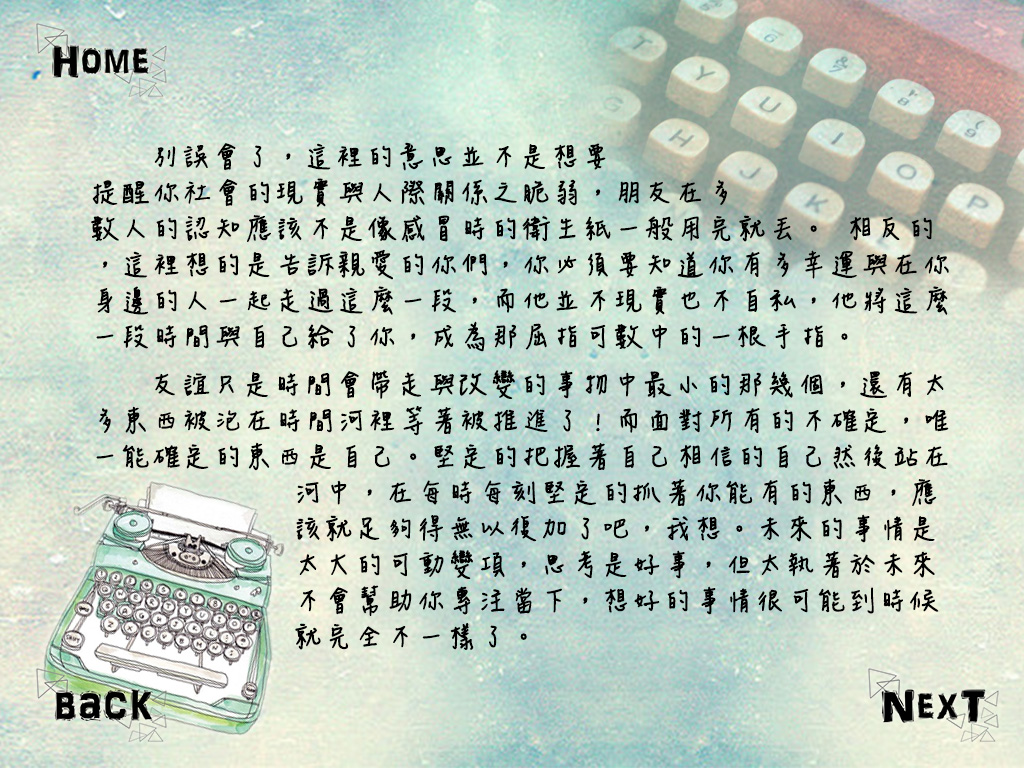 HOME
別誤會了，這裡的意思並不是想要
提醒你社會的現實與人際關係之脆弱，朋友在多
數人的認知應該不是像感冒時的衛生紙一般用完就丟。 相反的
，這裡想的是告訴親愛的你們，你必須要知道你有多幸運與在你
身邊的人一起走過這麼一段，而他並不現實也不自私，他將這麼
一段時間與自己給了你，成為那屈指可數中的一根手指。
友誼只是時間會帶走與改變的事物中最小的那幾個，還有太
多東西被泡在時間河裡等著被推進了！而面對所有的不確定，唯
一能確定的東西是自己。堅定的把握著自己相信的自己然後站在
河中，在每時每刻堅定的抓著你能有的東西，應
該就足夠得無以復加了吧，我想。未來的事情是
太大的可動變項，思考是好事，但太執著於未來
不會幫助你專注當下，想好的事情很可能到時候
就完全不一樣了。
BACK
NEXT
T
Y
U
I
O
P
G
H
J
K
6
8
9